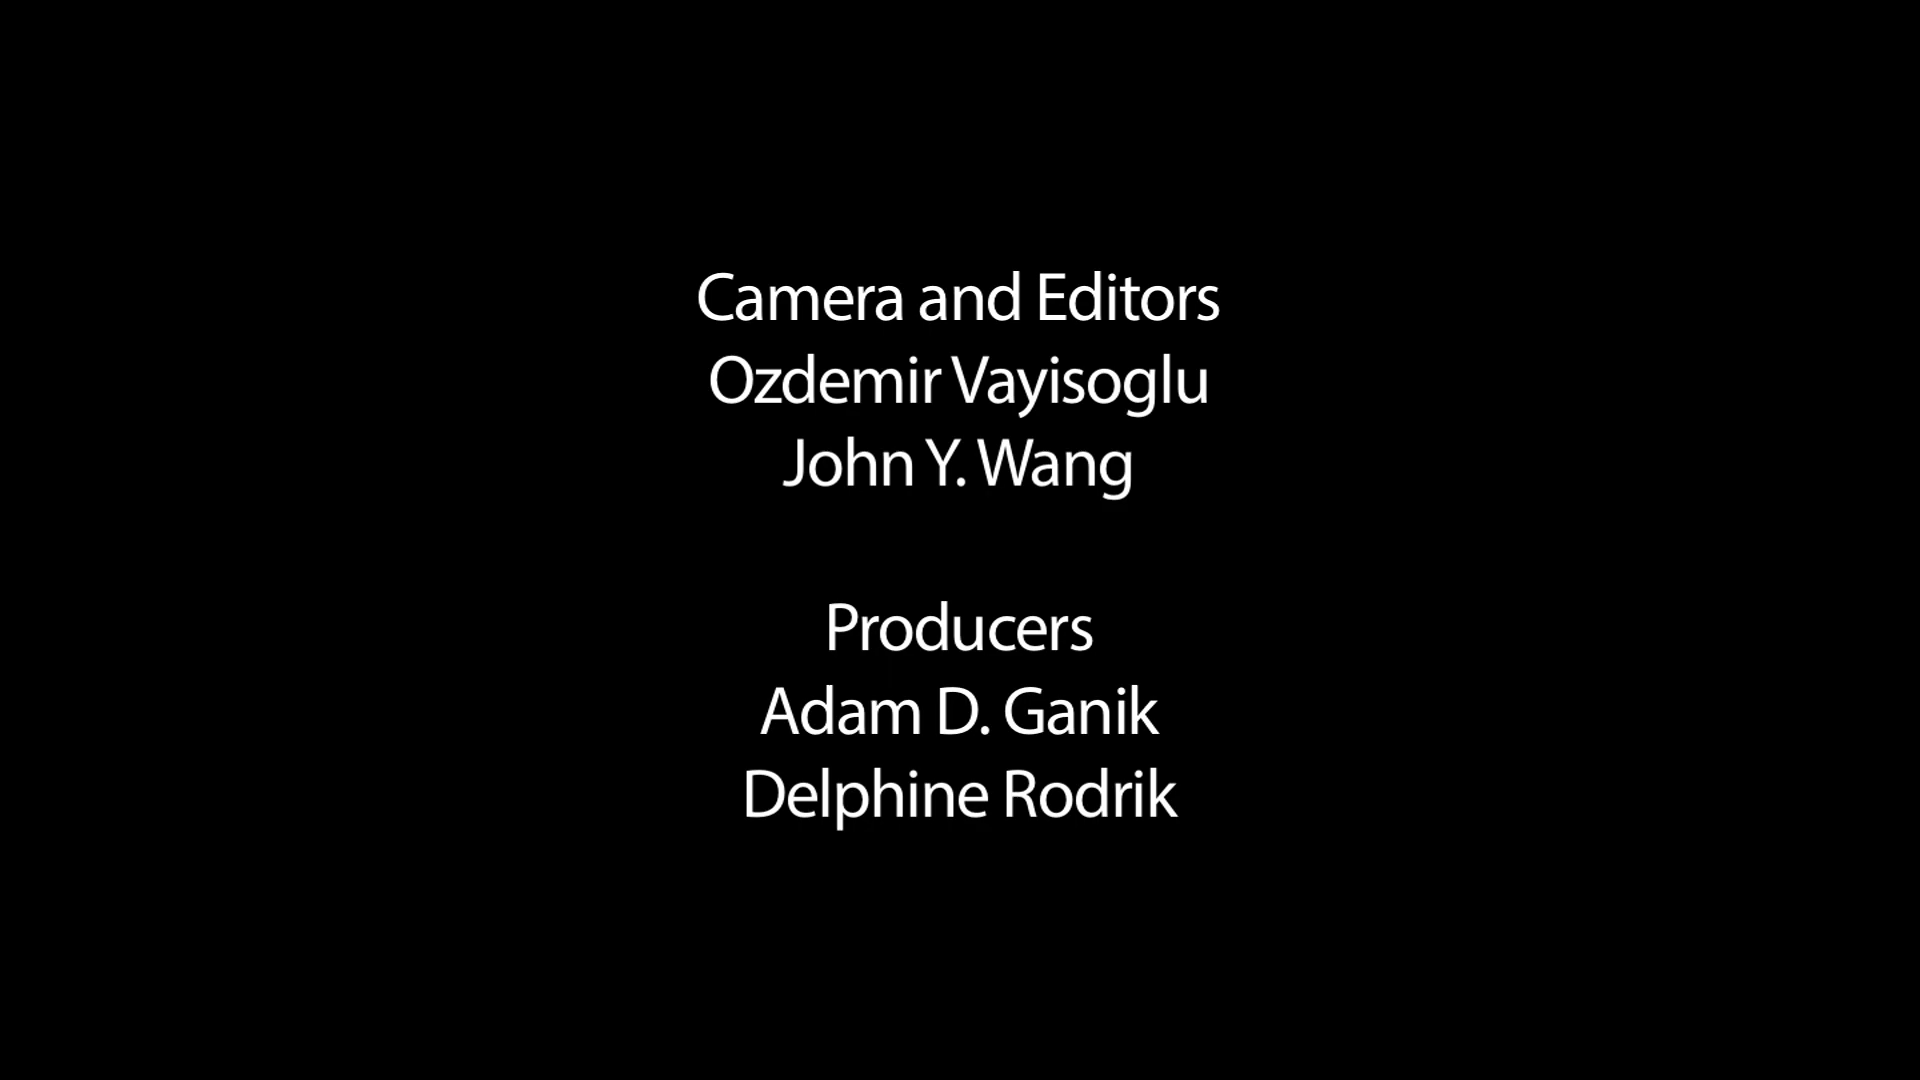 Camera and Editors
Ozdemir Vayisoglu
John Y. Wang
Producers
Adam D. Ganik
Delphine Rodrik